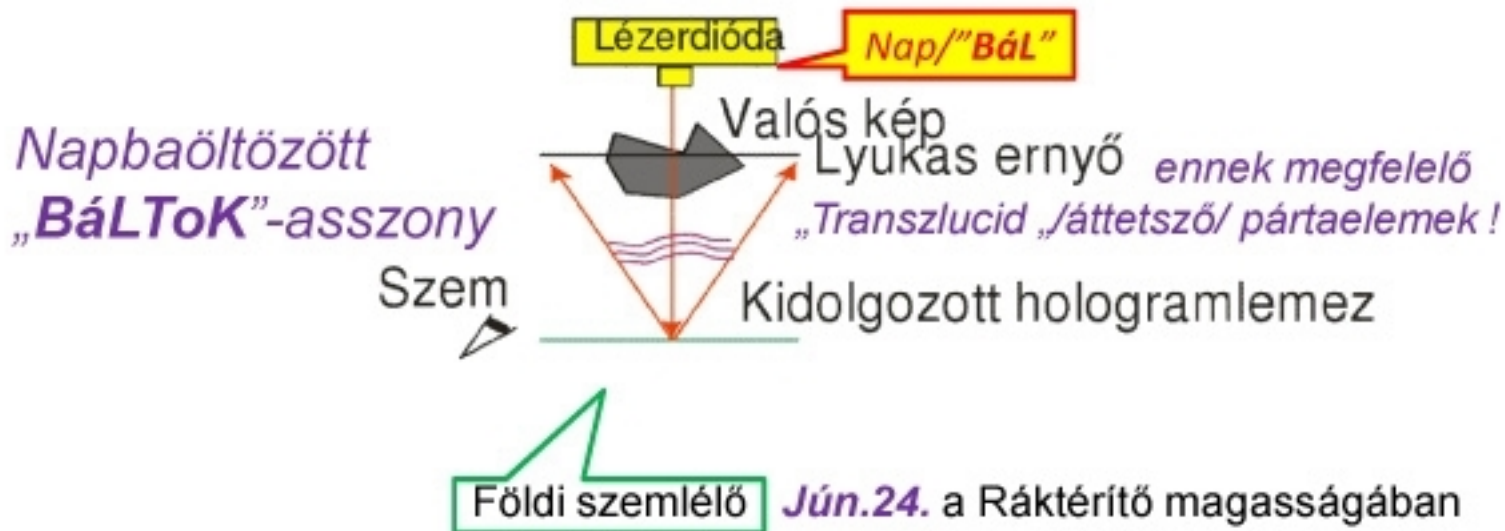 Lézerdióda
Nap/"BáL"
Valós kép
Napbaöltözött
„BáLToK"-asszony
Lyukas ernyő
ennek megfelelő
„Transzlucid „/áttetsző/ pártaelemek !
Szem
Kidolgozott hologramlemez
Földi szemlélő
Jún.24. a Ráktérítő magasságában